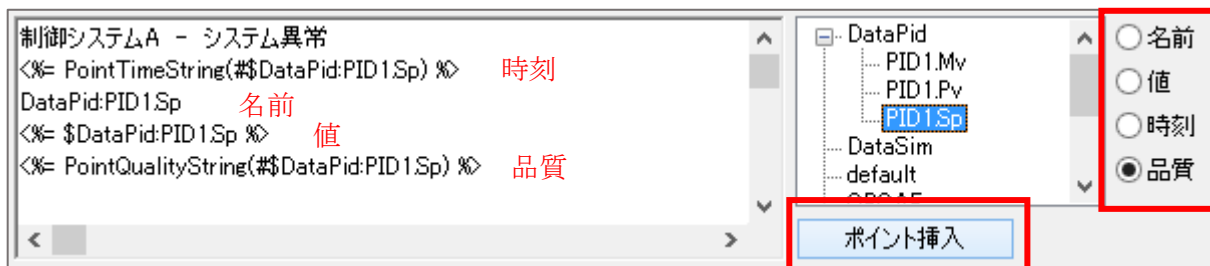 制御システムA － システム異常
<%= PointTimeString(#$DataPid:PID1.Sp) %> 時刻
DataPid:PID1.Sp 名前
<%= $DataPid:PID1.Sp %> 値
<%= PointQualityString(#$DataPid:PID1.Sp) %> 品質
DataPid
PID1.Mv
PID1.Pv
PID1.Sp
DataSim
default
名前
値
時刻
品質
ポイント挿入